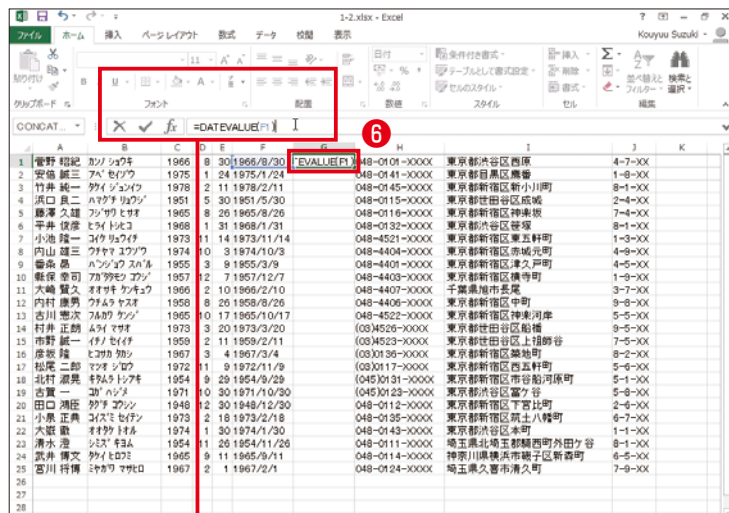 1-2.xlsx - Excel
ファイル ホーム 挿入 ページレイアウト 数式 データ 校閲 表示 Kouyuu Suzuki
貼り付け 11 日付 条件付き書式 テーブルとして書式設定 セルのスタイル 挿入 削除 書式 並べ替えと フィルター 検索と 選択
クリップボード フォント 配置 数値 スタイル セル 編集
CONCAT... =DATEVALUE(F1)
6
A B C D E F G H I J K
1 菅野 昭紀 カンノ ショウキ 1966 8 30 1966/8/30 EVALUE(F1) 048-0101-XXXX 東京都渋谷区西原 4-7-XX
2 安倍 誠三 アベ セイゾウ 1975 1 24 1975/1/24 048-0141-XXXX 東京都目黒区鷹番 1-8-XX
3 竹井 純一 タケイ ジュンイツ 1978 2 11 1978/2/11 048-0145-XXXX 東京都新宿区新小川町 8-1-XX
4 浜口 良二 ハマグチ リョウジ 1951 5 30 1951/5/30 048-0115-XXXX 東京都世田谷区成城 2-4-XX
5 藤澤 久雄 フジサワ ヒサオ 1965 8 26 1965/8/26 048-0116-XXXX 東京都新宿区神楽坂 7-4-XX
6 平井 俊彦 ヒライ トシヒコ 1968 1 31 1968/1/31 048-0132-XXXX 東京都渋谷区笹塚 8-1-XX
7 小池 隆一 コイケ リュウイチ 1973 11 14 1973/11/14 048-4521-XXXX 東京都新宿区東五軒町 1-3-XX
8 内山 雄三 ウチヤマ ユウゾウ 1974 10 3 1974/10/3 048-4404-XXXX 東京都新宿区赤城元町 4-9-XX
9 番条 昴 バンジョウ スバル 1955 3 9 1955/3/9 048-4401-XXXX 東京都新宿区津久戸町 4-5-XX
10 躯保 幸司 コウジ 1957 12 7 1957/12/7 048-4403-XXXX 東京都新宿区横寺町 1-9-XX
11 大崎 賢久 オオサキ ケンキュウ 1966 2 10 1966/2/10 048-4407-XXXX 千葉県旭市長尾 3-7-XX
12 内村 康男 ウチムラ ヤスオ 1958 8 26 1958/8/26 048-4406-XXXX 東京都新宿区中町 9-8-XX
13 古川 憲次 フルカワ ケンジ 1965 10 17 1965/10/17 048-4522-XXXX 東京都新宿区神楽河岸 5-5-XX
14 村井 正朗 ムライ マサオ 1973 3 20 1973/3/20 (03)4526-XXXX 東京都世田谷区船橋 9-5-XX
15 市野 誠一 イチノ セイイチ 1959 2 11 1959/2/11 (03)4523-XXXX 東京都世田谷区上祖師谷 7-5-XX
16 彦坂 隆 ヒコサカ タカシ 1967 3 4 1967/3/4 (03)0136-XXXX 東京都新宿区築地町 8-2-XX
17 松尾 二郎 マツオ ジロウ 1972 11 9 1972/11/9 (03)0117-XXXX 東京都新宿区西五軒町 5-6-XX
18 北村 淑晃 キタムラ トシアキ 1954 9 29 1954/9/29 (045)0131-XXXX 東京都新宿区市谷船河原町 5-1-XX
19 古賀 一 コガ ハジメ 1971 10 30 1971/10/30 (045)0123-XXXX 東京都渋谷区富ケ谷 5-8-XX
20 田口 鴻臣 タグチ コウシン 1948 12 30 1948/12/30 048-0112-XXXX 東京都新宿区下宮比町 2-6-XX
21 小泉 正典 コイズミ セイテン 1973 2 18 1973/2/18 048-0135-XXXX 東京都新宿区筑土八幡町 6-7-XX
22 大嶽 徹 オオタケ トオル 1974 1 30 1974/1/30 048-0143-XXXX 東京都渋谷区本町 1-1-XX
23 清水 澄 シミズ キヨム 1954 11 26 1954/11/26 048-0111-XXXX 埼玉県北埼玉郡騎西町外田ケ谷 8-1-XX
24 武井 博文 タケイ ヒロフミ 1965 9 11 1965/9/11 048-0114-XXXX 神奈川県横浜市磯子区新森町 6-5-XX
25 宮川 将博 ミヤカワ マサヒロ 1967 2 1 1967/2/1 048-0124-XXXX 埼玉県久喜市清久町 7-9-XX
26
27
28